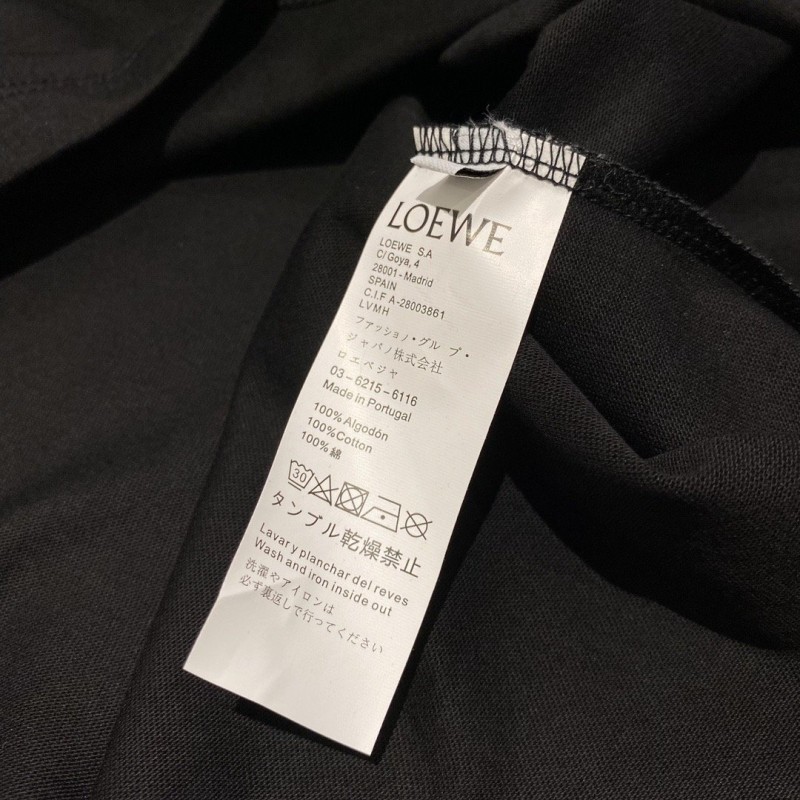 LOEWE
LOEWE S.A
C/ Goya, 4
28001-Madrid
SPAIN
C.I.F A-28003861
LVMH
フアッショノ・グル プ・
ジャパノ株式会社
ロエベジャ
03-6215-6116
Made in Portugal
100%Algodón
100%Cotton
100%綿
30
タンブル乾燥禁止
Lavar y planchar del reves
Wash and iron inside out
洗濯やアイロンは
必ず裏返しで行ってください